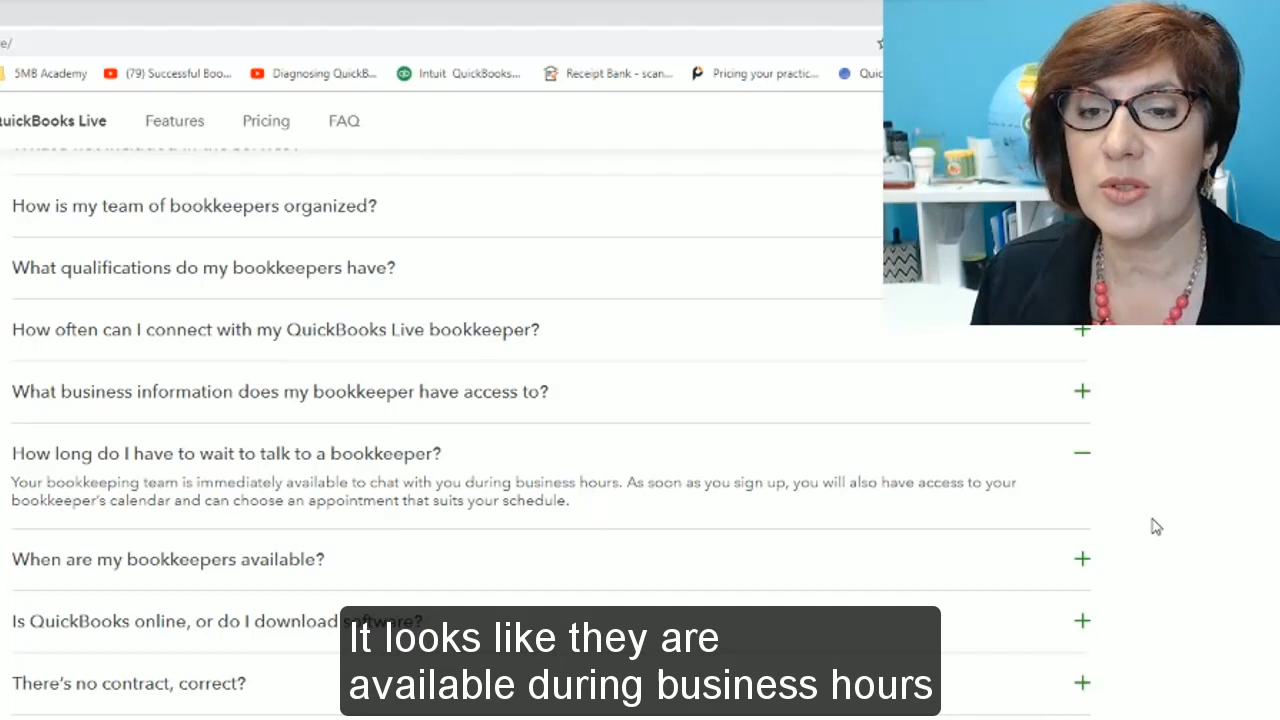 e/
5MB Academy
(79) Successful Boo...
Diagnosing QuickB...
Intuit QuickBooks...
Receipt Bank - scan...
Pricing your practic...
Quic
uickBooks Live
Features
Pricing
FAQ
How is my team of bookkeepers organized?
What qualifications do my bookkeepers have?
How often can I connect with my QuickBooks Live bookkeeper?
What business information does my bookkeeper have access to?
How long do I have to wait to talk to a bookkeeper?
Your bookkeeping team is immediately available to chat with you during business hours. As soon as you sign up, you will also have access to your
bookkeeper's calendar and can choose an appointment that suits your schedule.
When are my bookkeepers available?
Is QuickBooks online, or do I download software?
There's no contract, correct?
It looks like they are
available during business hours